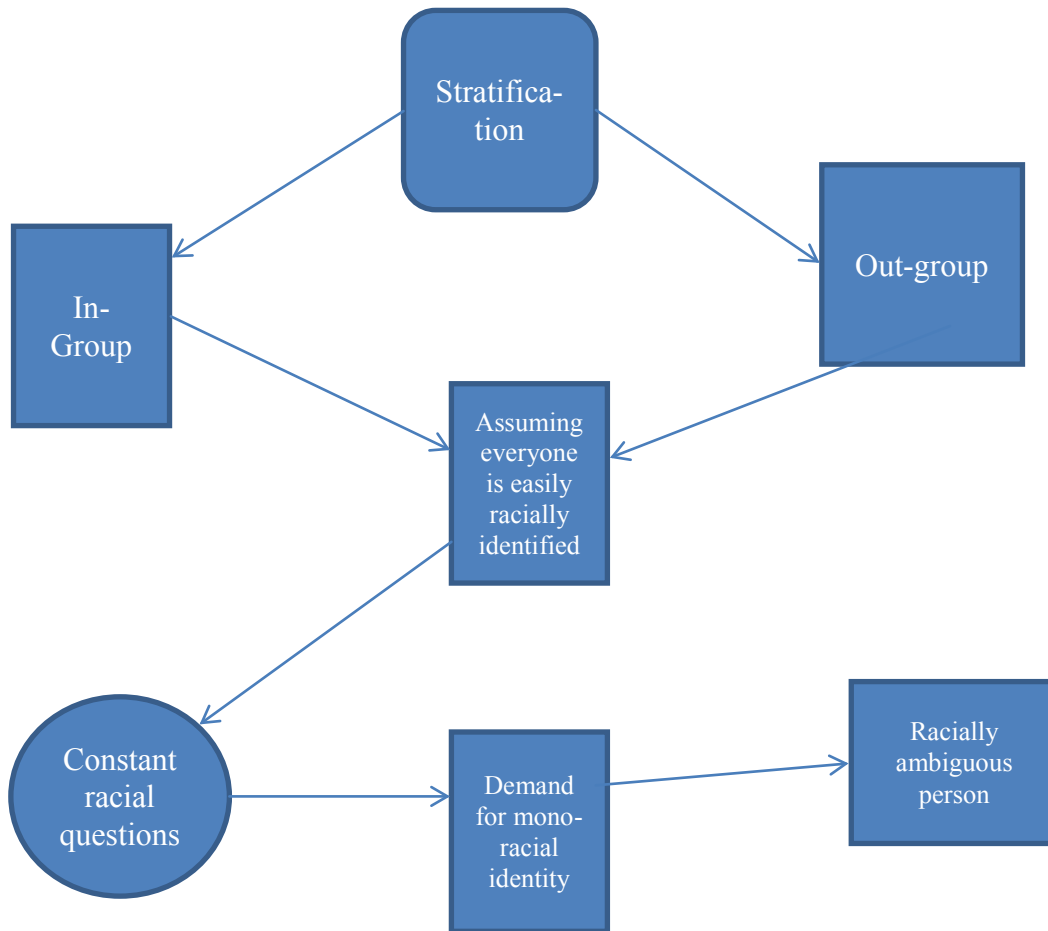 Stratifica-
tion
In-
Group
Out-group
Assuming
everyone
is easily
racially
identified
Constant
racial
questions
Demand
for mono-
racial
identity
Racially
ambiguous
person